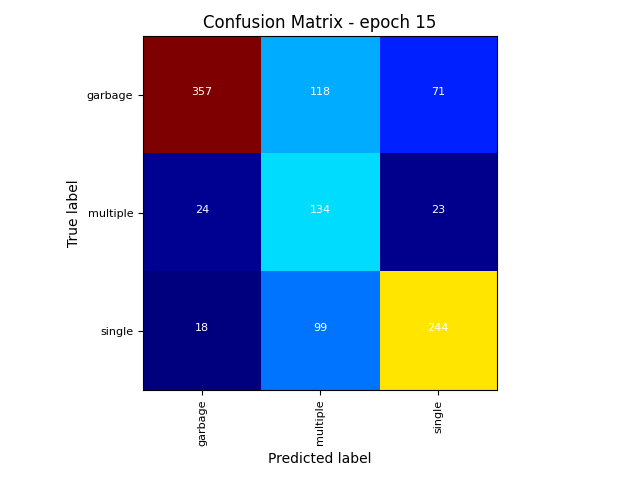 Confusion Matrix - epoch 15
garbage 357 118 71
multiple 24 134 23
single 18 99 244
garbage multiple single
True label
Predicted label